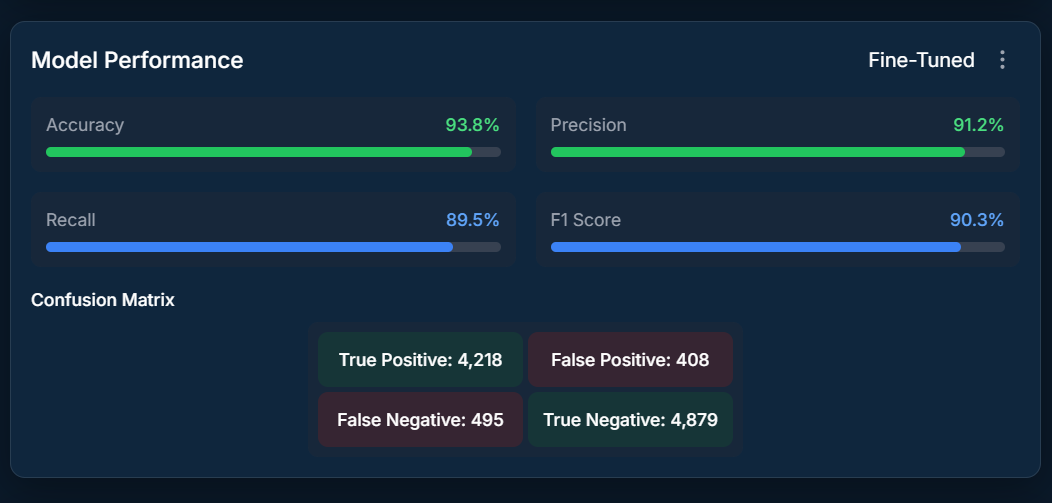 Model Performance
Fine-Tuned
Accuracy
93.8%
Precision
91.2%
Recall
89.5%
F1 Score
90.3%
Confusion Matrix
True Positive: 4,218
False Positive: 408
False Negative: 495
True Negative: 4,879